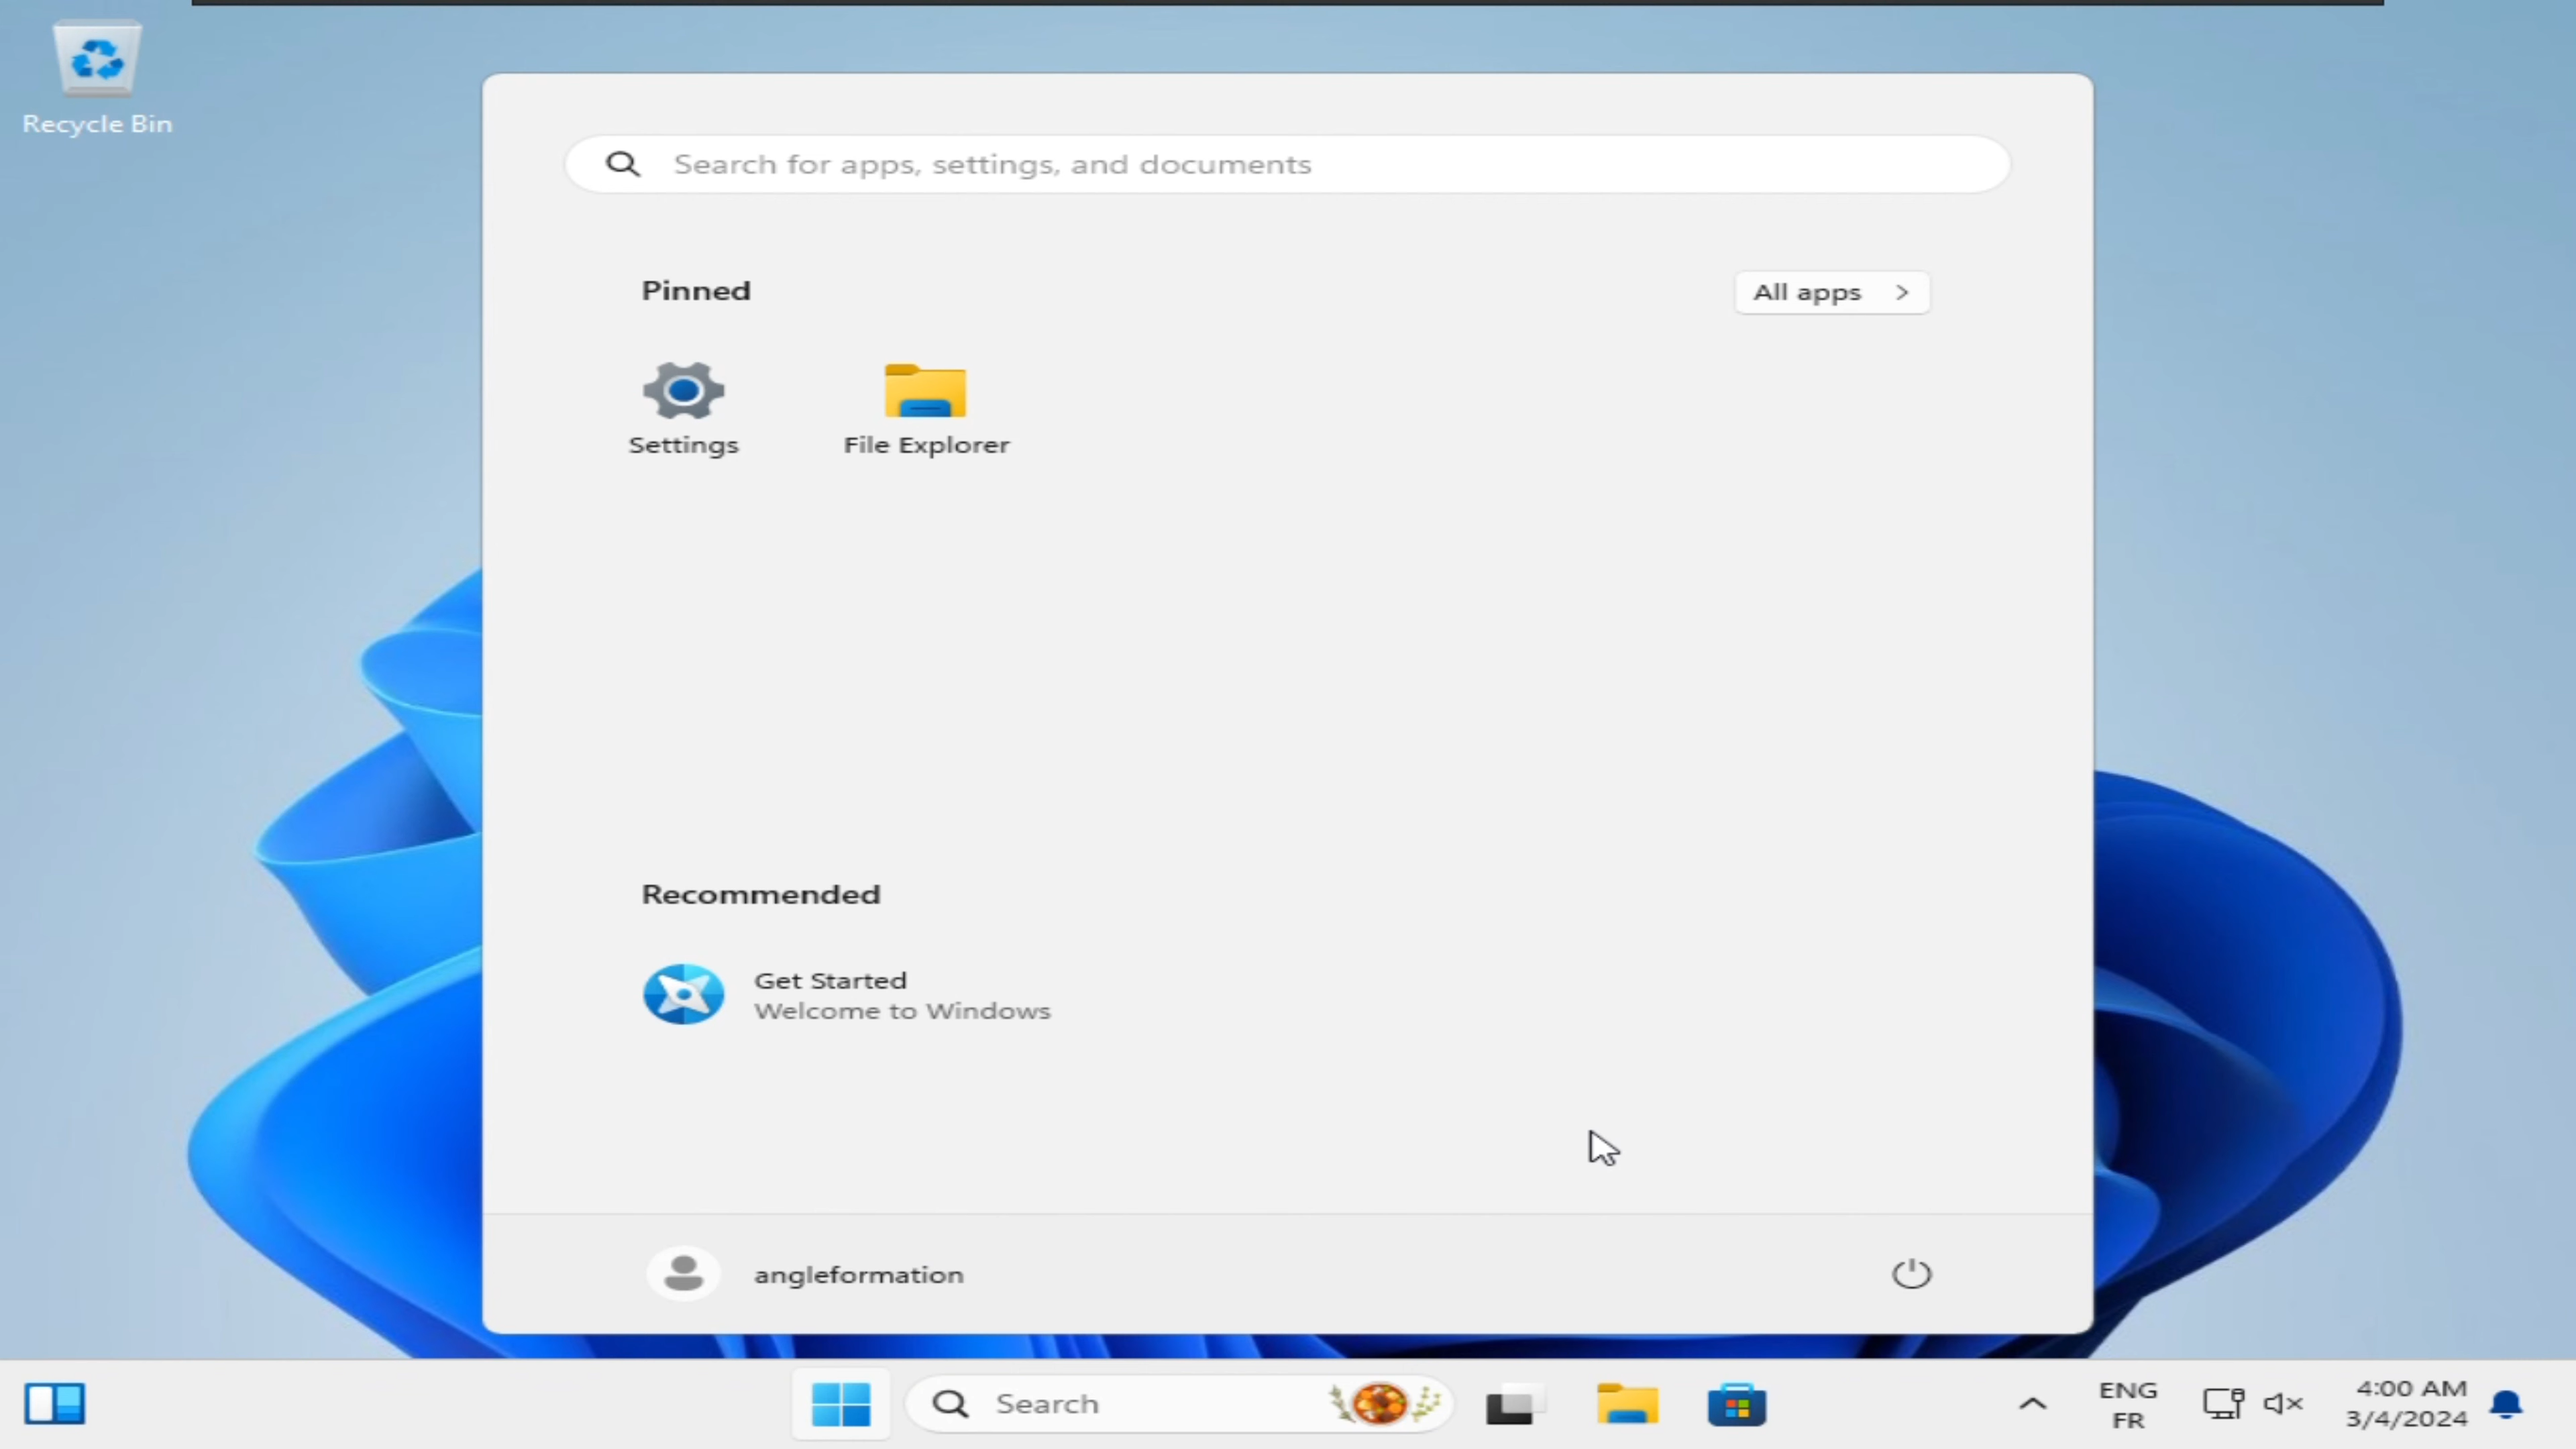 Recycle Bin
Search for apps, settings, and documents
Pinned
All apps
Settings
File Explorer
Recommended
Get Started
Welcome to Windows
angleformation
Search
ENG
FR
4:00 AM
3/4/2024